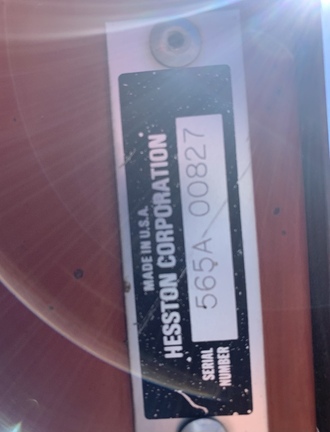 MADE IN U.S.A.
HESSTON CORPORATION
SERIAL NUMBER
565A 00827